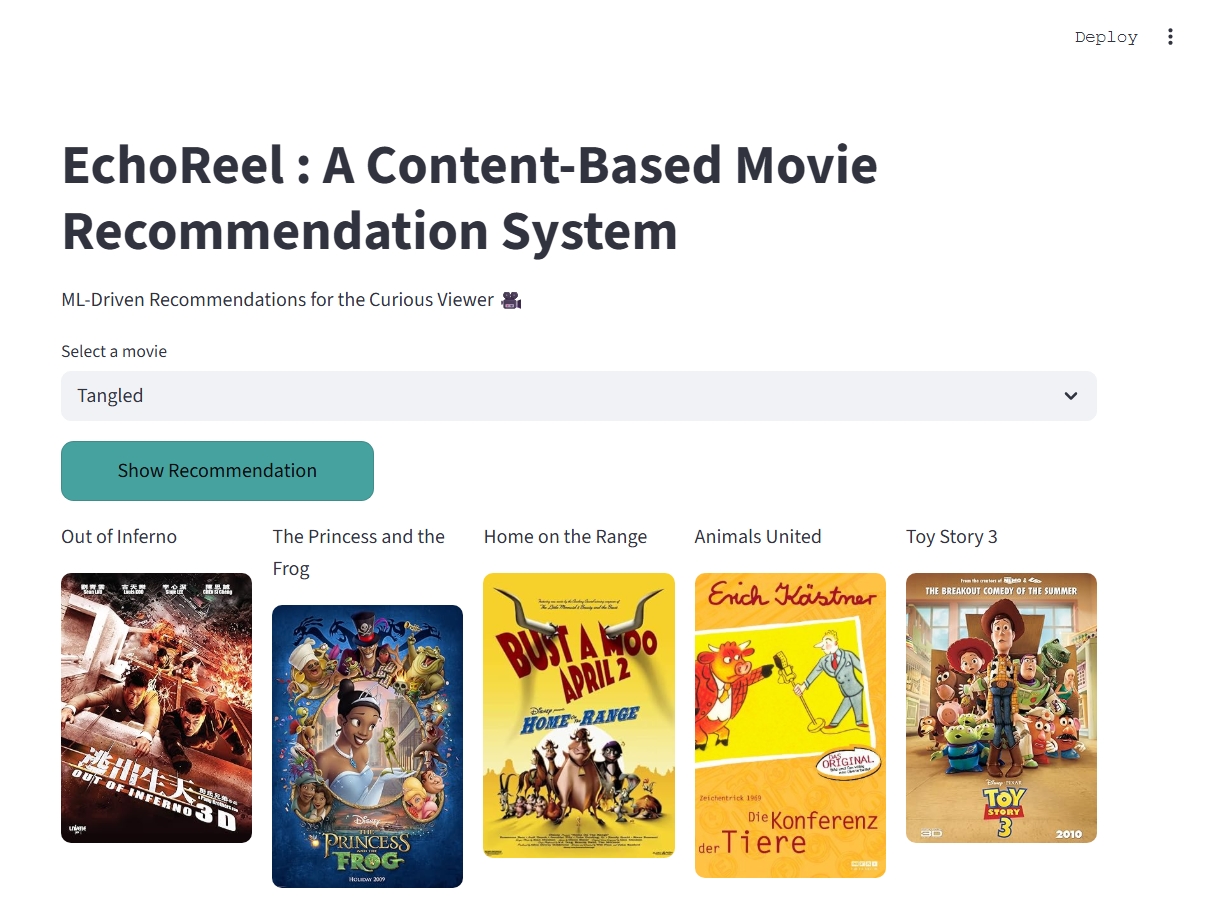 Deploy
EchoReel : A Content-Based Movie
Recommendation System
ML-Driven Recommendations for the Curious Viewer 🎥
Select a movie
Tangled
Show Recommendation
Out of Inferno
The Princess and the
Frog
Home on the Range
Animals United
Toy Story 3
逃出生天
OUT OF INFERNO 3D
Disney
THE
PRINCESS
AND THE
FROG
HOLIDAY 2009
BUST A MOO
APRIL 2
Disney
HOME ON THE RANGE
Erich Kästner
DAS
ORIGINAL
Zeichentrick 1969
Die Konferenz
der Tiere
THE BREAKOUT COMEDY OF THE SUMMER
Disney PIXAR
TOY
STORY
3
3D
2010